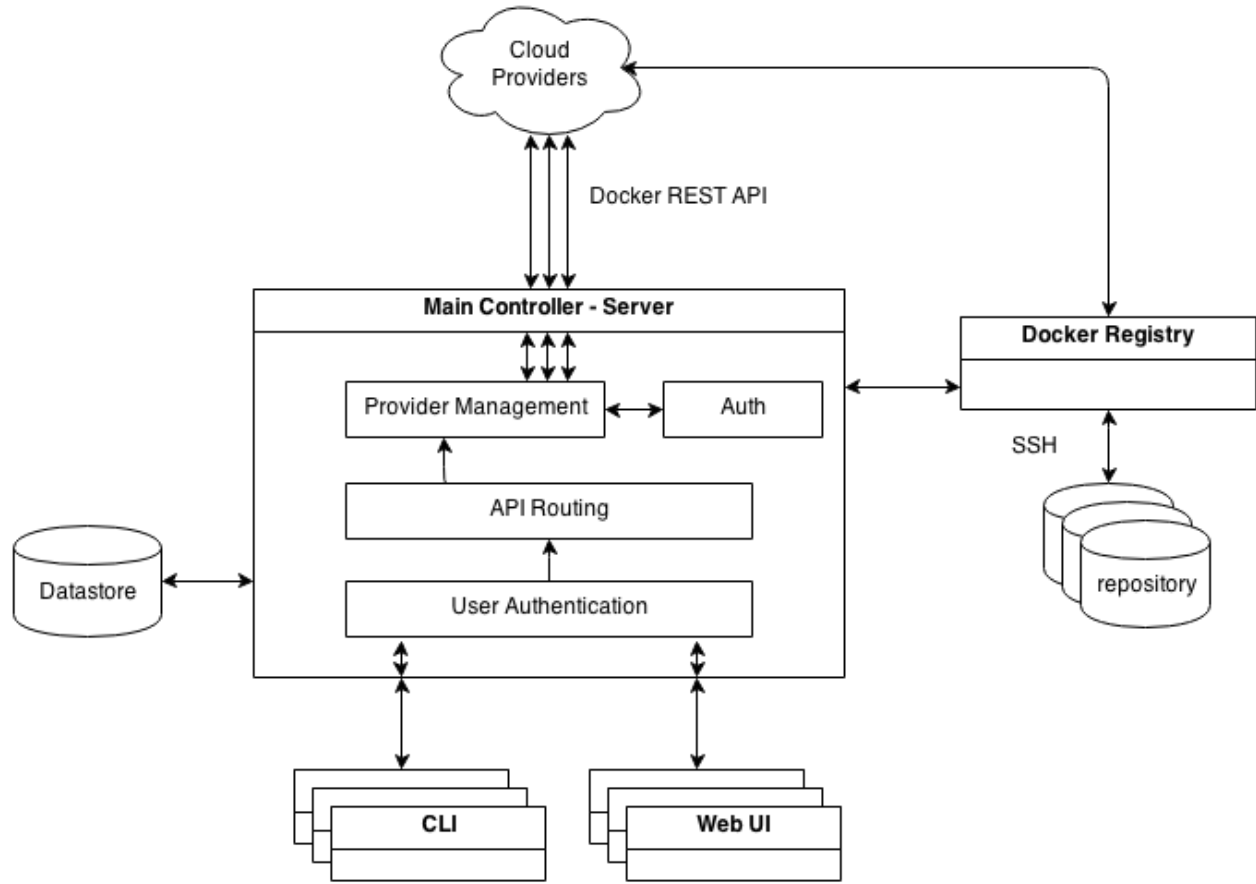 Cloud
Providers
Docker REST API
Main Controller - Server
Docker Registry
Provider Management
Auth
SSH
API Routing
Datastore
repository
User Authentication
CLI
Web UI